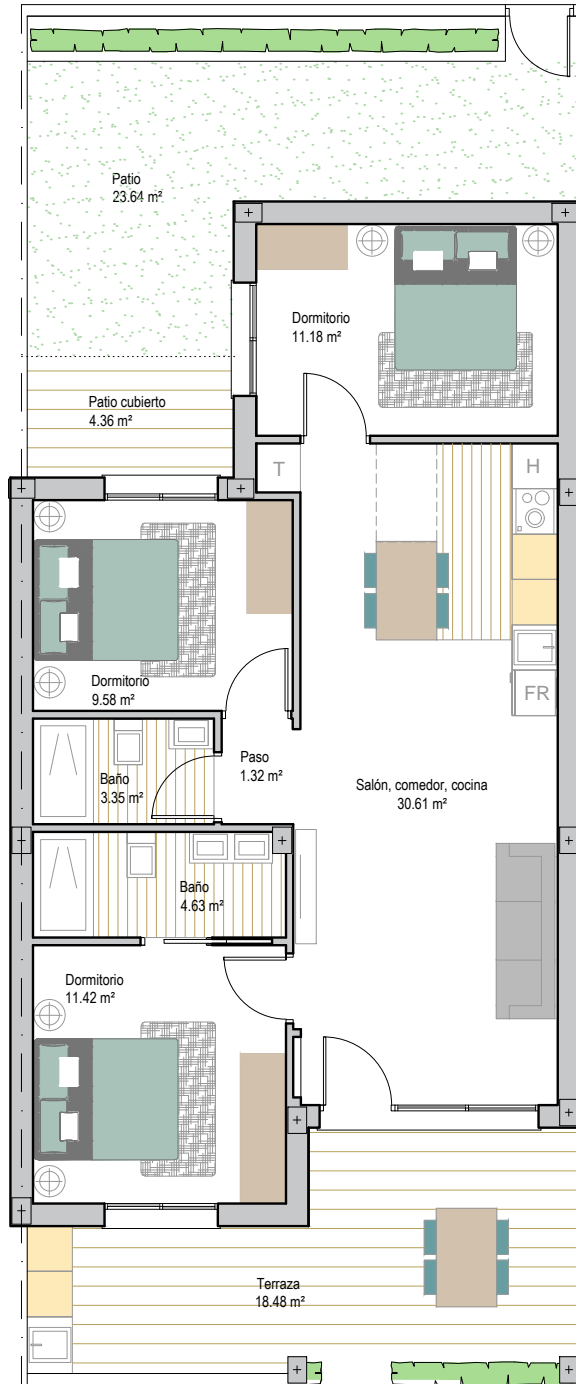 Patio
23.64 m²
Dormitorio
11.18 m²
Patio cubierto
4.36 m²
T
H
Dormitorio
9.58 m²
FR
Paso
1.32 m²
Baño
3.35 m²
Salón, comedor, cocina
30.61 m²
Baño
4.63 m²
Dormitorio
11.42 m²
Terraza
18.48 m²